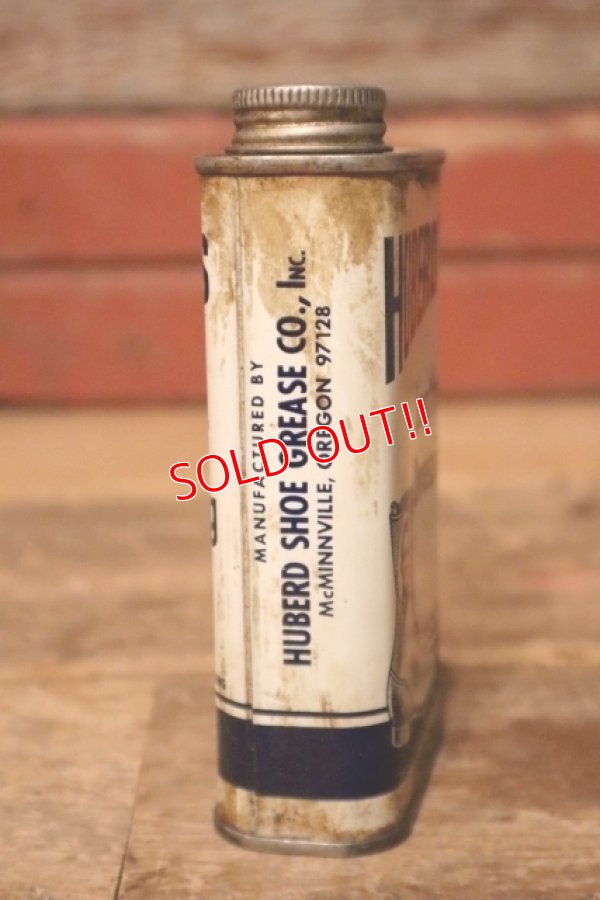 MANUFACTURED BY
HUBERD SHOE GREASE CO., INC.
McMINNVILLE, OREGON 97128
SOLD OUT!!